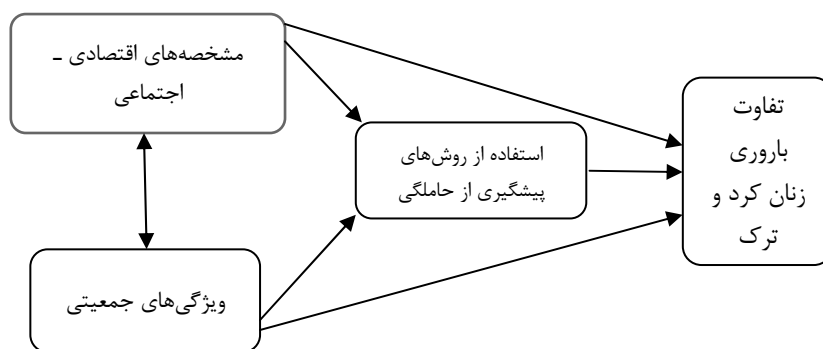 مشخصه‌های اقتصادی ـ
اجتماعی
استفاده از روش‌های
پیشگیری از حاملگی
تفاوت
باروری
زنان کرد و
ترک
ویژگی‌های جمعیتی